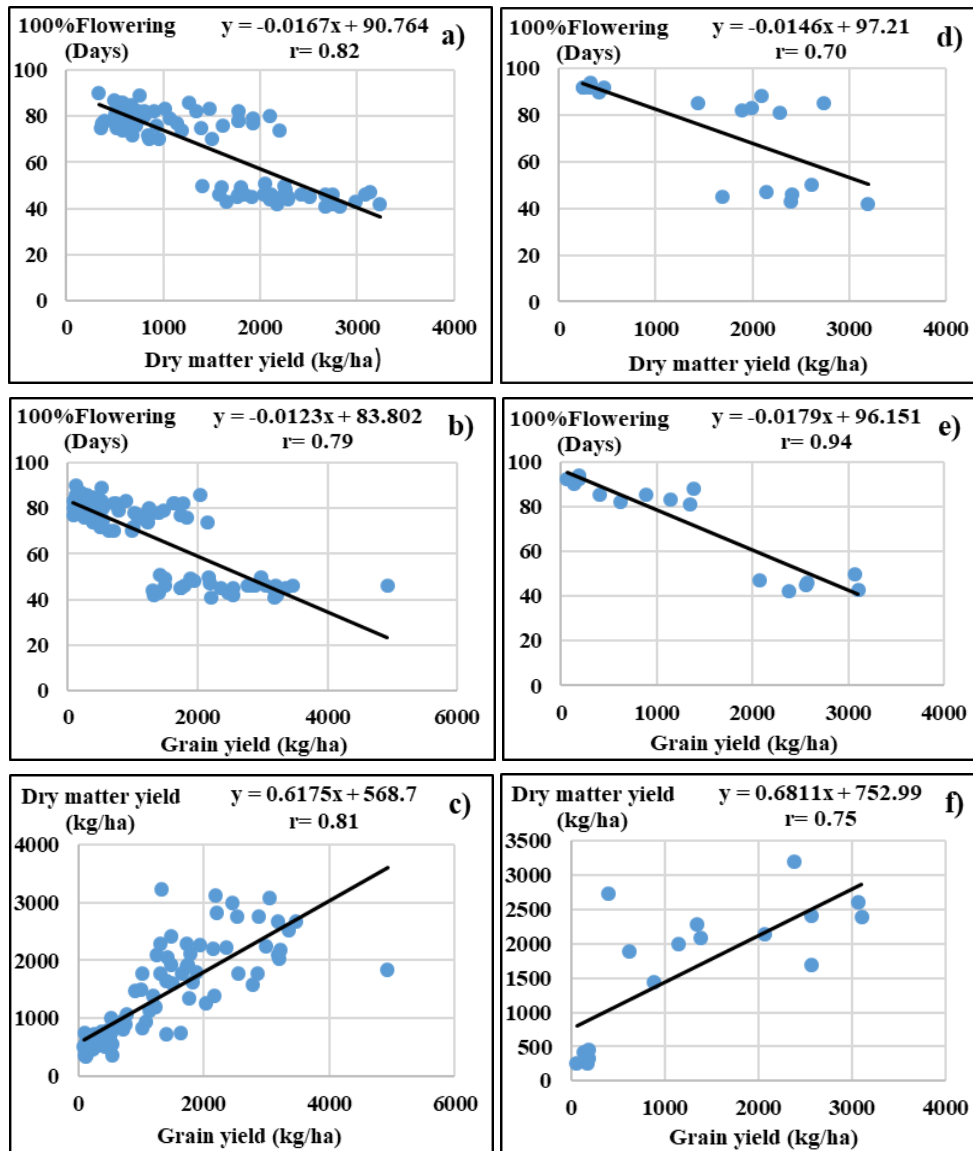 100%Flowering y = -0.0167x + 90.764 a)
(Days) r= 0.82
100
80
60
40
20
0
0 1000 2000 3000 4000
Dry matter yield (kg/ha)
100%Flowering y = -0.0146x + 97.21 d)
(Days) r= 0.70
100
80
60
40
20
0
0 1000 2000 3000 4000
Dry matter yield (kg/ha)
100%Flowering y = -0.0123x + 83.802 b)
(Days) r= 0.79
100
80
60
40
20
0
0 2000 4000 6000
Grain yield (kg/ha)
100%Flowering y = -0.0179x + 96.151 e)
(Days) r= 0.94
100
80
60
40
20
0
0 1000 2000 3000 4000
Grain yield (kg/ha)
Dry matter yield y = 0.6175x + 568.7 c)
(kg/ha) r= 0.81
4000
3000
2000
1000
0
0 2000 4000 6000
Grain yield (kg/ha)
Dry matter yield y = 0.6811x + 752.99 f)
(kg/ha) r= 0.75
3500
3000
2500
2000
1500
1000
500
0
0 1000 2000 3000 4000
Grain yield (kg/ha)